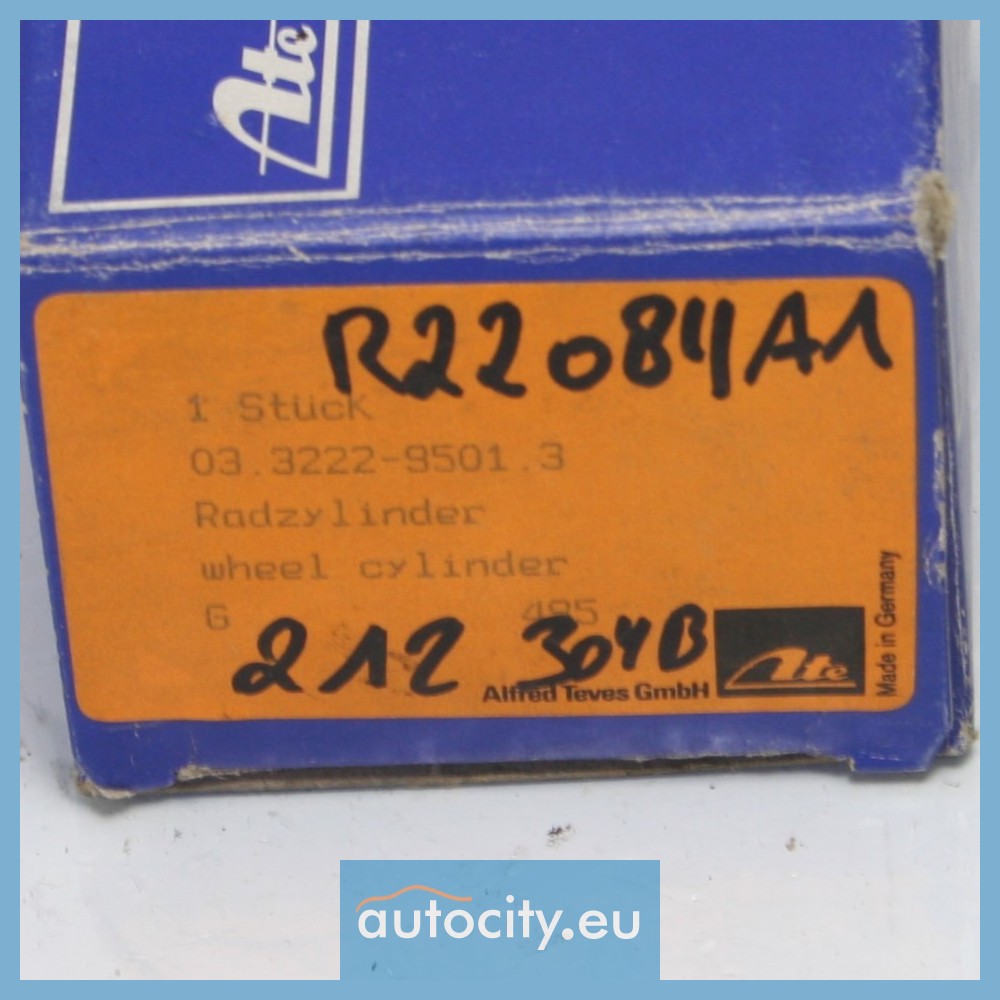 Ate
R22084A1
1 Stück
03.3222-9501.3
Radzylinder
wheel cylinder
G 485
212 304B
Alfred Teves GmbH
Ate
Made in Germany
autocity.eu